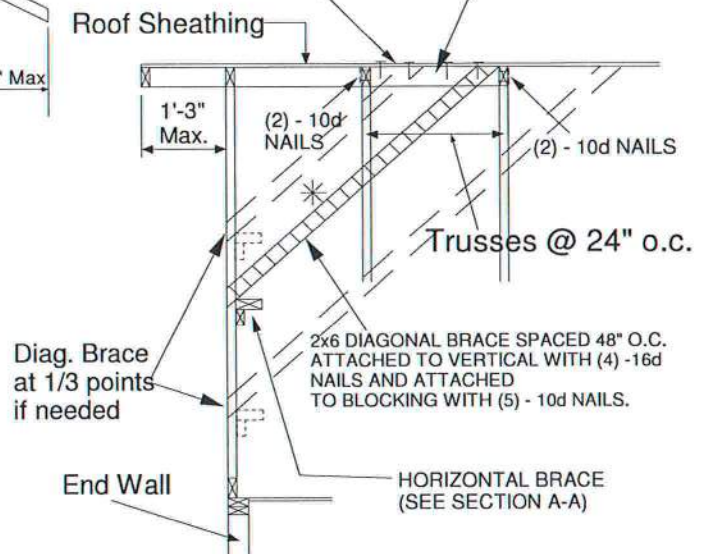 Roof Sheathing
" Max
1'-3"
Max.
(2) - 10d
NAILS
(2) - 10d NAILS
Trusses @ 24" o.c.
Diag. Brace
at 1/3 points
if needed
2x6 DIAGONAL BRACE SPACED 48" O.C.
ATTACHED TO VERTICAL WITH (4) -16d
NAILS AND ATTACHED
TO BLOCKING WITH (5) - 10d NAILS.
HORIZONTAL BRACE
(SEE SECTION A-A)
End Wall